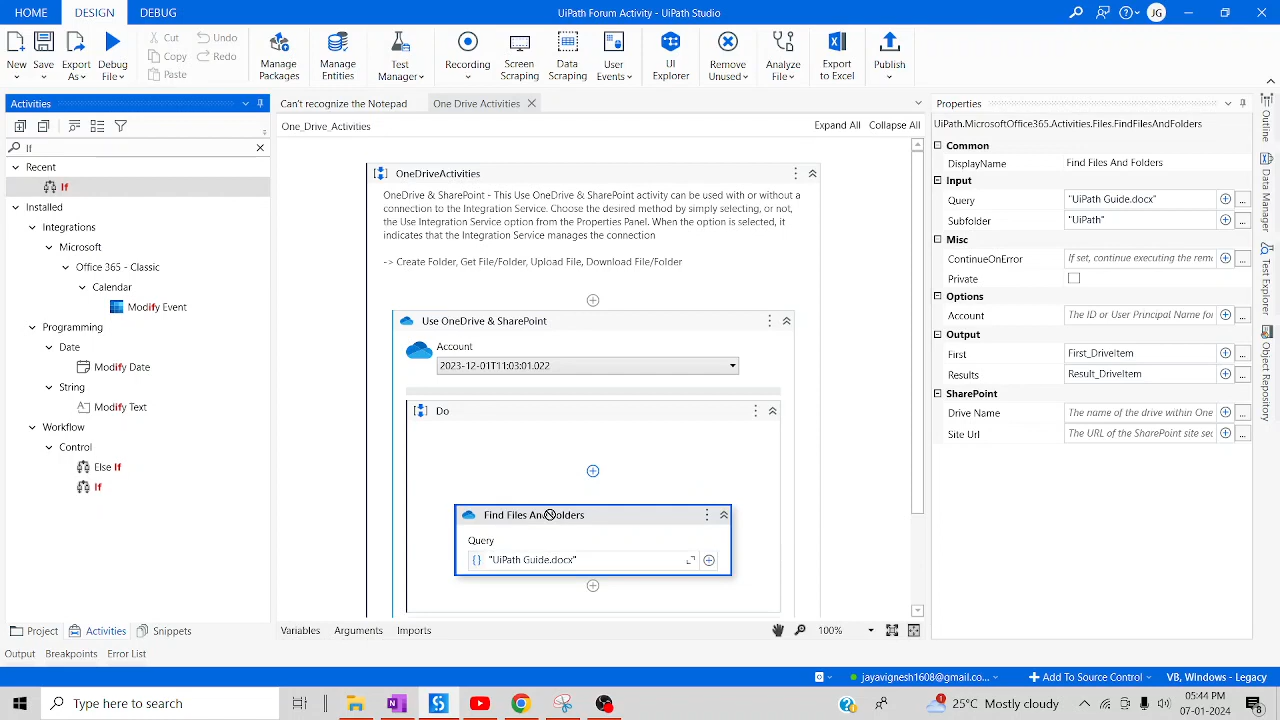 HOME
DESIGN
DEBUG
UiPath Forum Activity - UiPath Studio
JG
New
Save
Export As
Debug File
Cut
Copy
Paste
Undo
Redo
Manage Packages
Manage Entities
Test Manager
Recording
Screen Scraping
Data Scraping
User Events
UI Explorer
Remove Unused
Analyze File
Export to Excel
Publish
Activities
If
Recent
If
Installed
Integrations
Microsoft
Office 365 - Classic
Calendar
Modify Event
Programming
Date
Modify Date
String
Modify Text
Workflow
Control
Else If
If
Project
Activities
Snippets
Can't recognize the Notepad
One Drive Activities
One_Drive_Activities
Expand All
Collapse All
OneDriveActivities
OneDrive & SharePoint - This Use OneDrive & SharePoint activity can be used with or without a
connection to the Integration Service. Choose the desired method by simply selecting, or not,
the Use Integration Service option from the Properties Panel. When the option is selected, it
indicates that the Integration Service manages the connection
-> Create Folder, Get File/Folder, Upload File, Download File/Folder
Use OneDrive & SharePoint
Account
2023-12-01T11:03:01.022
Do
Find Files And Folders
Query
"UiPath Guide.docx"
Variables
Arguments
Imports
100%
Properties
UiPath.MicrosoftOffice365.Activities.Files.FindFilesAndFolders
Common
DisplayName Find Files And Folders
Input
Query "UiPath Guide.docx"
Subfolder "UiPath"
Misc
ContinueOnError If set, continue executing the rema
Private
Options
Account The ID or User Principal Name for
Output
First First_DriveItem
Results Result_DriveItem
SharePoint
Drive Name The name of the drive within One
Site Url The URL of the SharePoint site sec
Outline
Data Manager
Test Explorer
Object Repository
Output
Breakpoints
Error List
jayavignesh1608@gmail.co...
Add To Source Control
VB, Windows - Legacy
Type here to search
25°C Mostly cloudy
05:44
07-01-2024